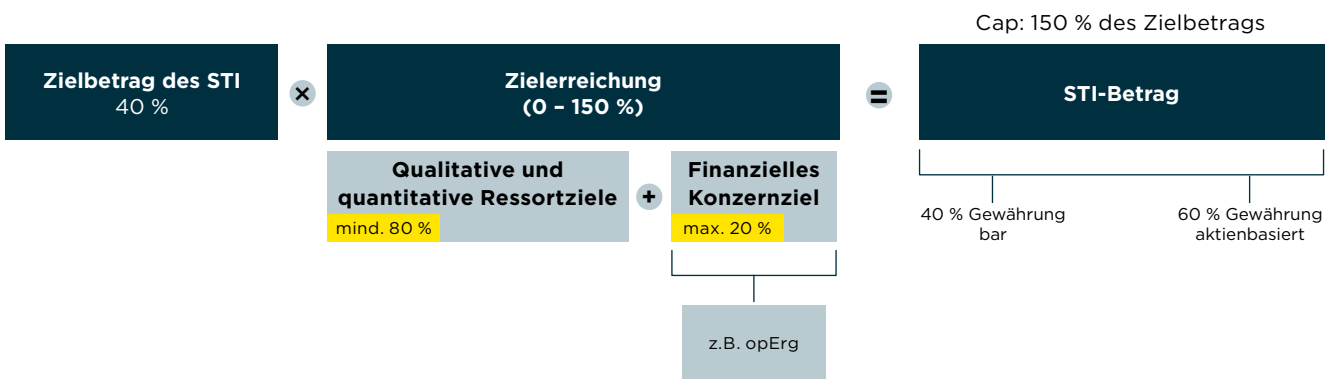 Cap: 150 % des Zielbetrags
Zielbetrag des STI
40 %
×
Zielerreichung
(0 – 150 %)
=
STI-Betrag
Qualitative und
quantitative Ressortziele
mind. 80 %
+
Finanzielles
Konzernziel
max. 20 %
40 % Gewährung
bar
60 % Gewährung
aktienbasiert
z.B. opErg